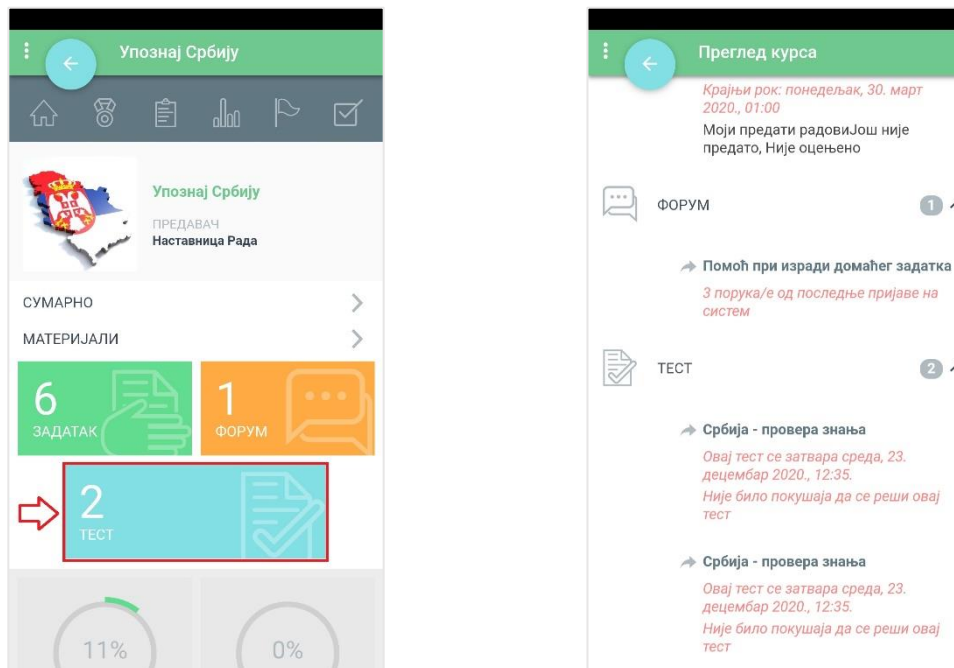 Упознај Србију
Упознај Србију
ПРЕДАВАЧ
Наставница Рада
СУМАРНО
МАТЕРИЈАЛИ
6
ЗАДАТАК
1
ФОРУМ
2
ТЕСТ
11%
0%
Преглед курса
Крајњи рок: понедељак, 30. март
2020., 01:00
Моји предати радовиЈош није
предато, Није оцењено
ФОРУМ
1
Помоћ при изради домаћег задатка
3 порука/е од последње пријаве на
систем
ТЕСТ
2
Србија - провера знања
Овај тест се затвара среда, 23.
децембар 2020., 12:35.
Није било покушаја да се реши овај
тест
Србија - провера знања
Овај тест се затвара среда, 23.
децембар 2020., 12:35.
Није било покушаја да се реши овај
тест